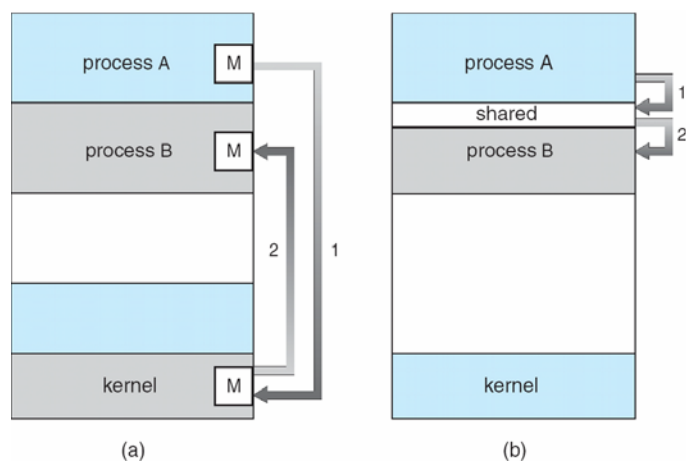 process A
M
process B
M
2
1
kernel
M
(a)
process A
1
shared
2
process B
kernel
(b)